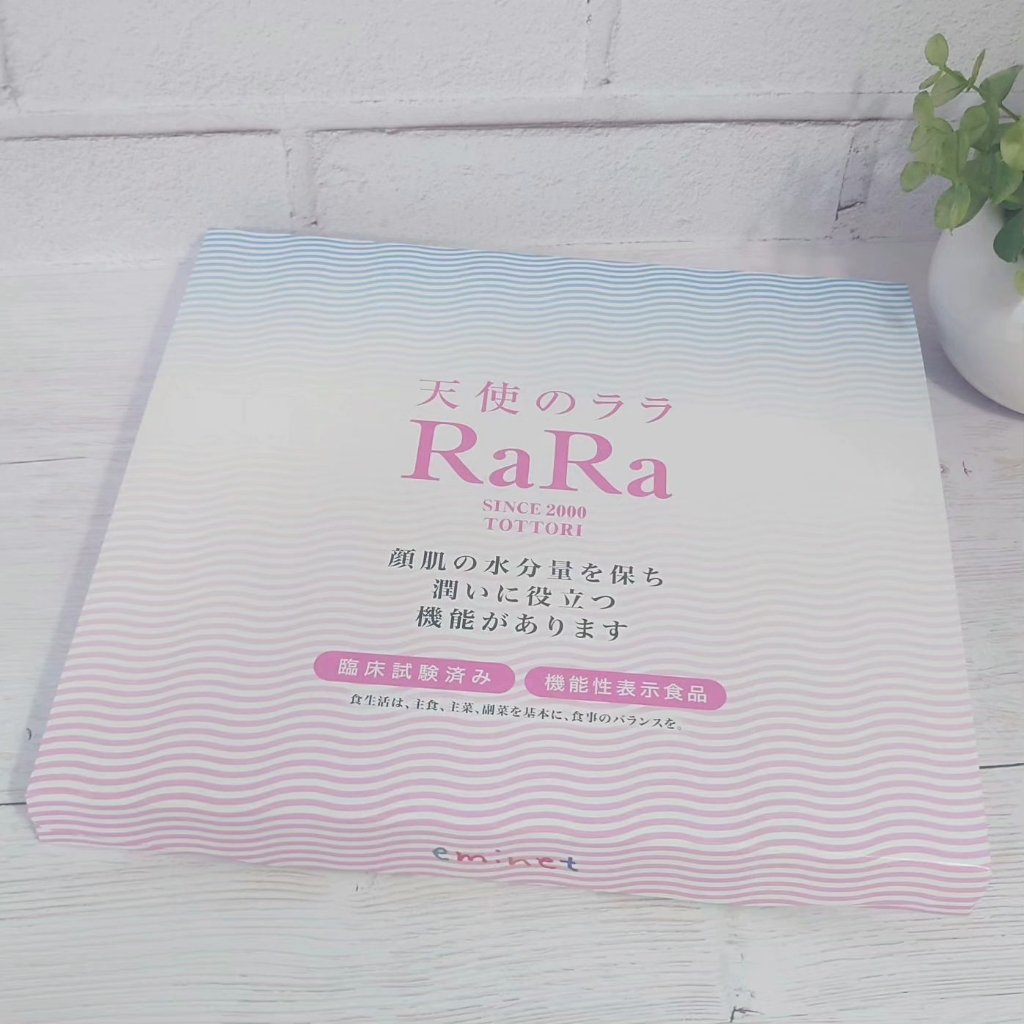 天使のララ
RaRa
SINCE 2000
TOTTORI
顔肌の水分量を保ち
潤いに役立つ
機能があります
臨床試験済み 機能性表示食品
食生活は、主食、主菜、副菜を基本に、食事のバランスを。
eminet